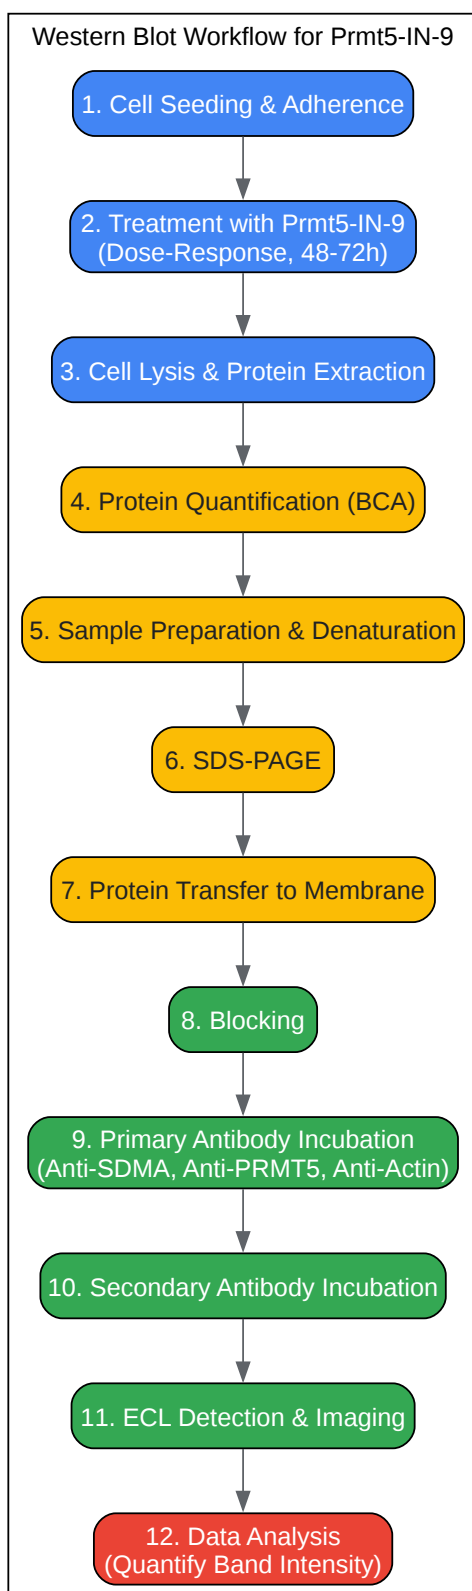 Western Blot Workflow for Prmt5-IN-9
1. Cell Seeding & Adherence
2. Treatment with Prmt5-IN-9
(Dose-Response, 48-72h)
3. Cell Lysis & Protein Extraction
4. Protein Quantification (BCA)
5. Sample Preparation & Denaturation
6. SDS-PAGE
7. Protein Transfer to Membrane
8. Blocking
9. Primary Antibody Incubation
(Anti-SDMA, Anti-PRMT5, Anti-Actin)
10. Secondary Antibody Incubation
11. ECL Detection & Imaging
12. Data Analysis
(Quantify Band Intensity)